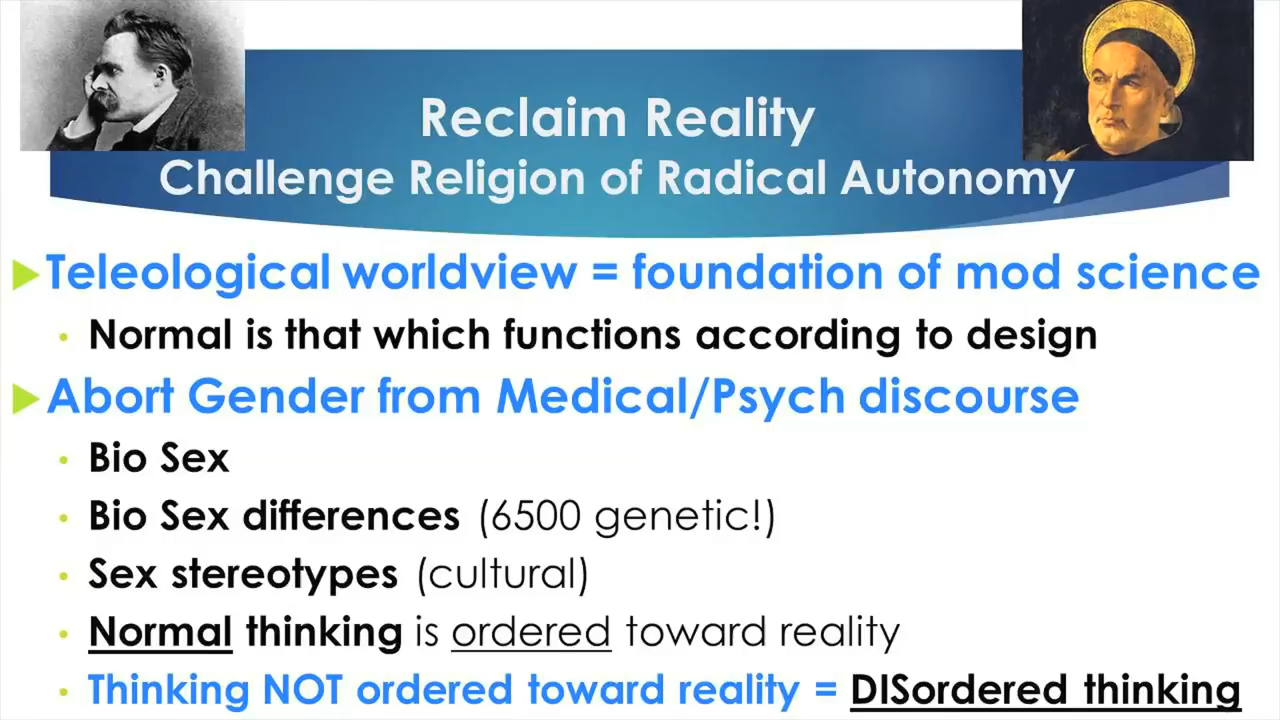 Reclaim Reality
Challenge Religion of Radical Autonomy
Teleological worldview = foundation of mod science
Normal is that which functions according to design
Abort Gender from Medical/Psych discourse
Bio Sex
Bio Sex differences (6500 genetic!)
Sex stereotypes (cultural)
Normal thinking is ordered toward reality
Thinking NOT ordered toward reality = DISordered thinking